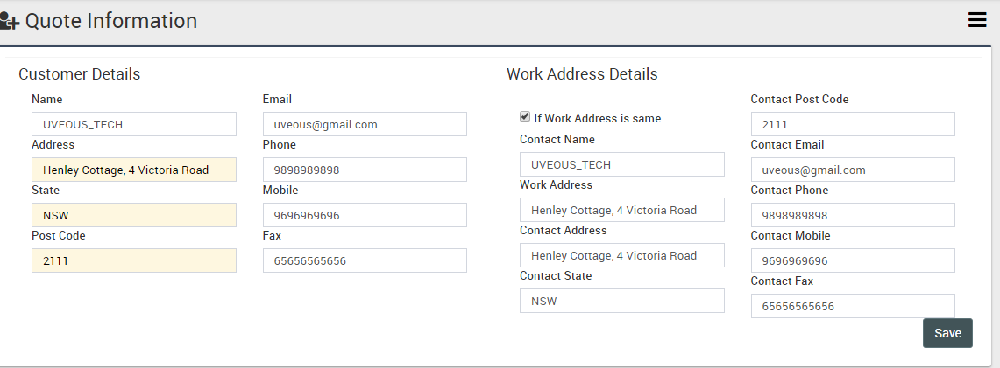 Quote Information
Customer Details
Name
UVEOUS_TECH
Address
Henley Cottage, 4 Victoria Road
State
NSW
Post Code
2111
Email
uveous@gmail.com
Phone
9898989898
Mobile
9696969696
Fax
65656565656
Work Address Details
If Work Address is same
Contact Name
UVEOUS_TECH
Work Address
Henley Cottage, 4 Victoria Road
Contact Address
Henley Cottage, 4 Victoria Road
Contact State
NSW
Contact Post Code
2111
Contact Email
uveous@gmail.com
Contact Phone
9898989898
Contact Mobile
9696969696
Contact Fax
65656565656
Save